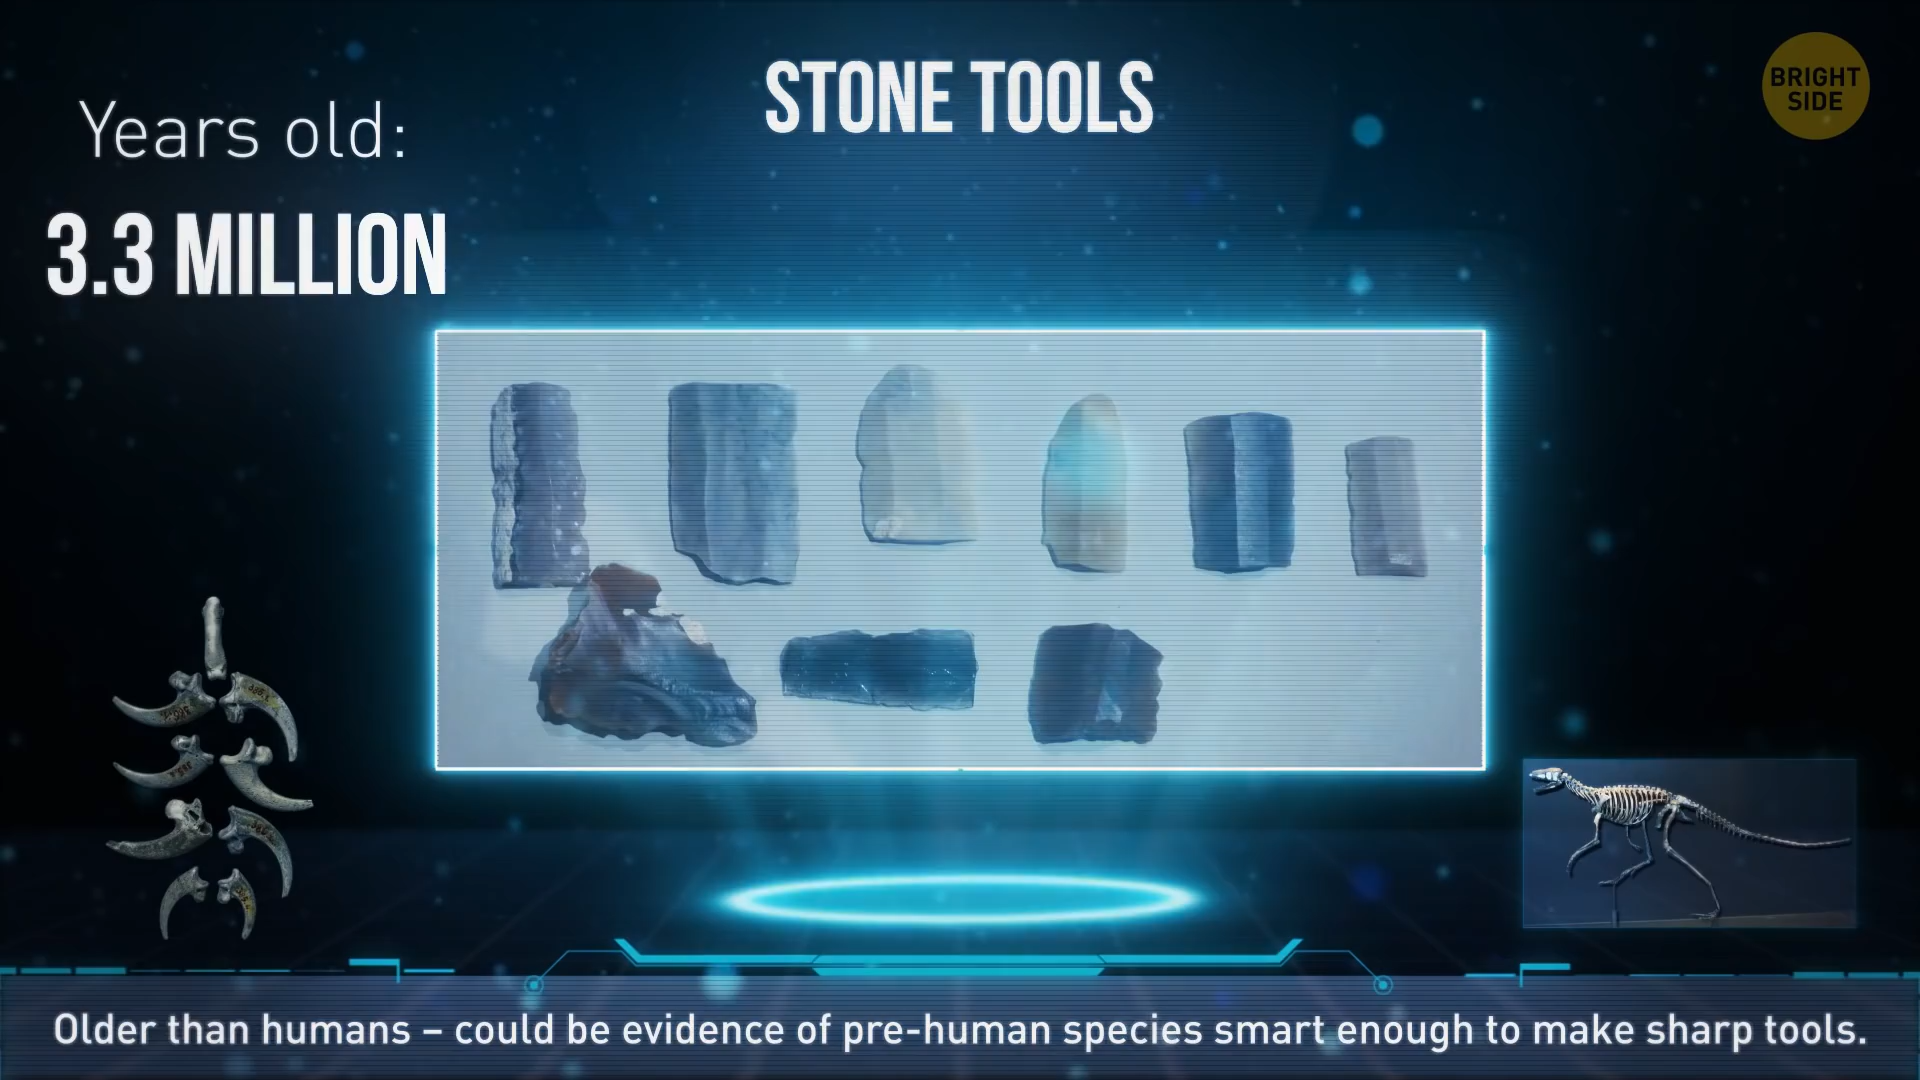 STONE TOOLS
BRIGHT
SIDE
Years old:
3.3 MILLION
Older than humans – could be evidence of pre-human species smart enough to make sharp tools.